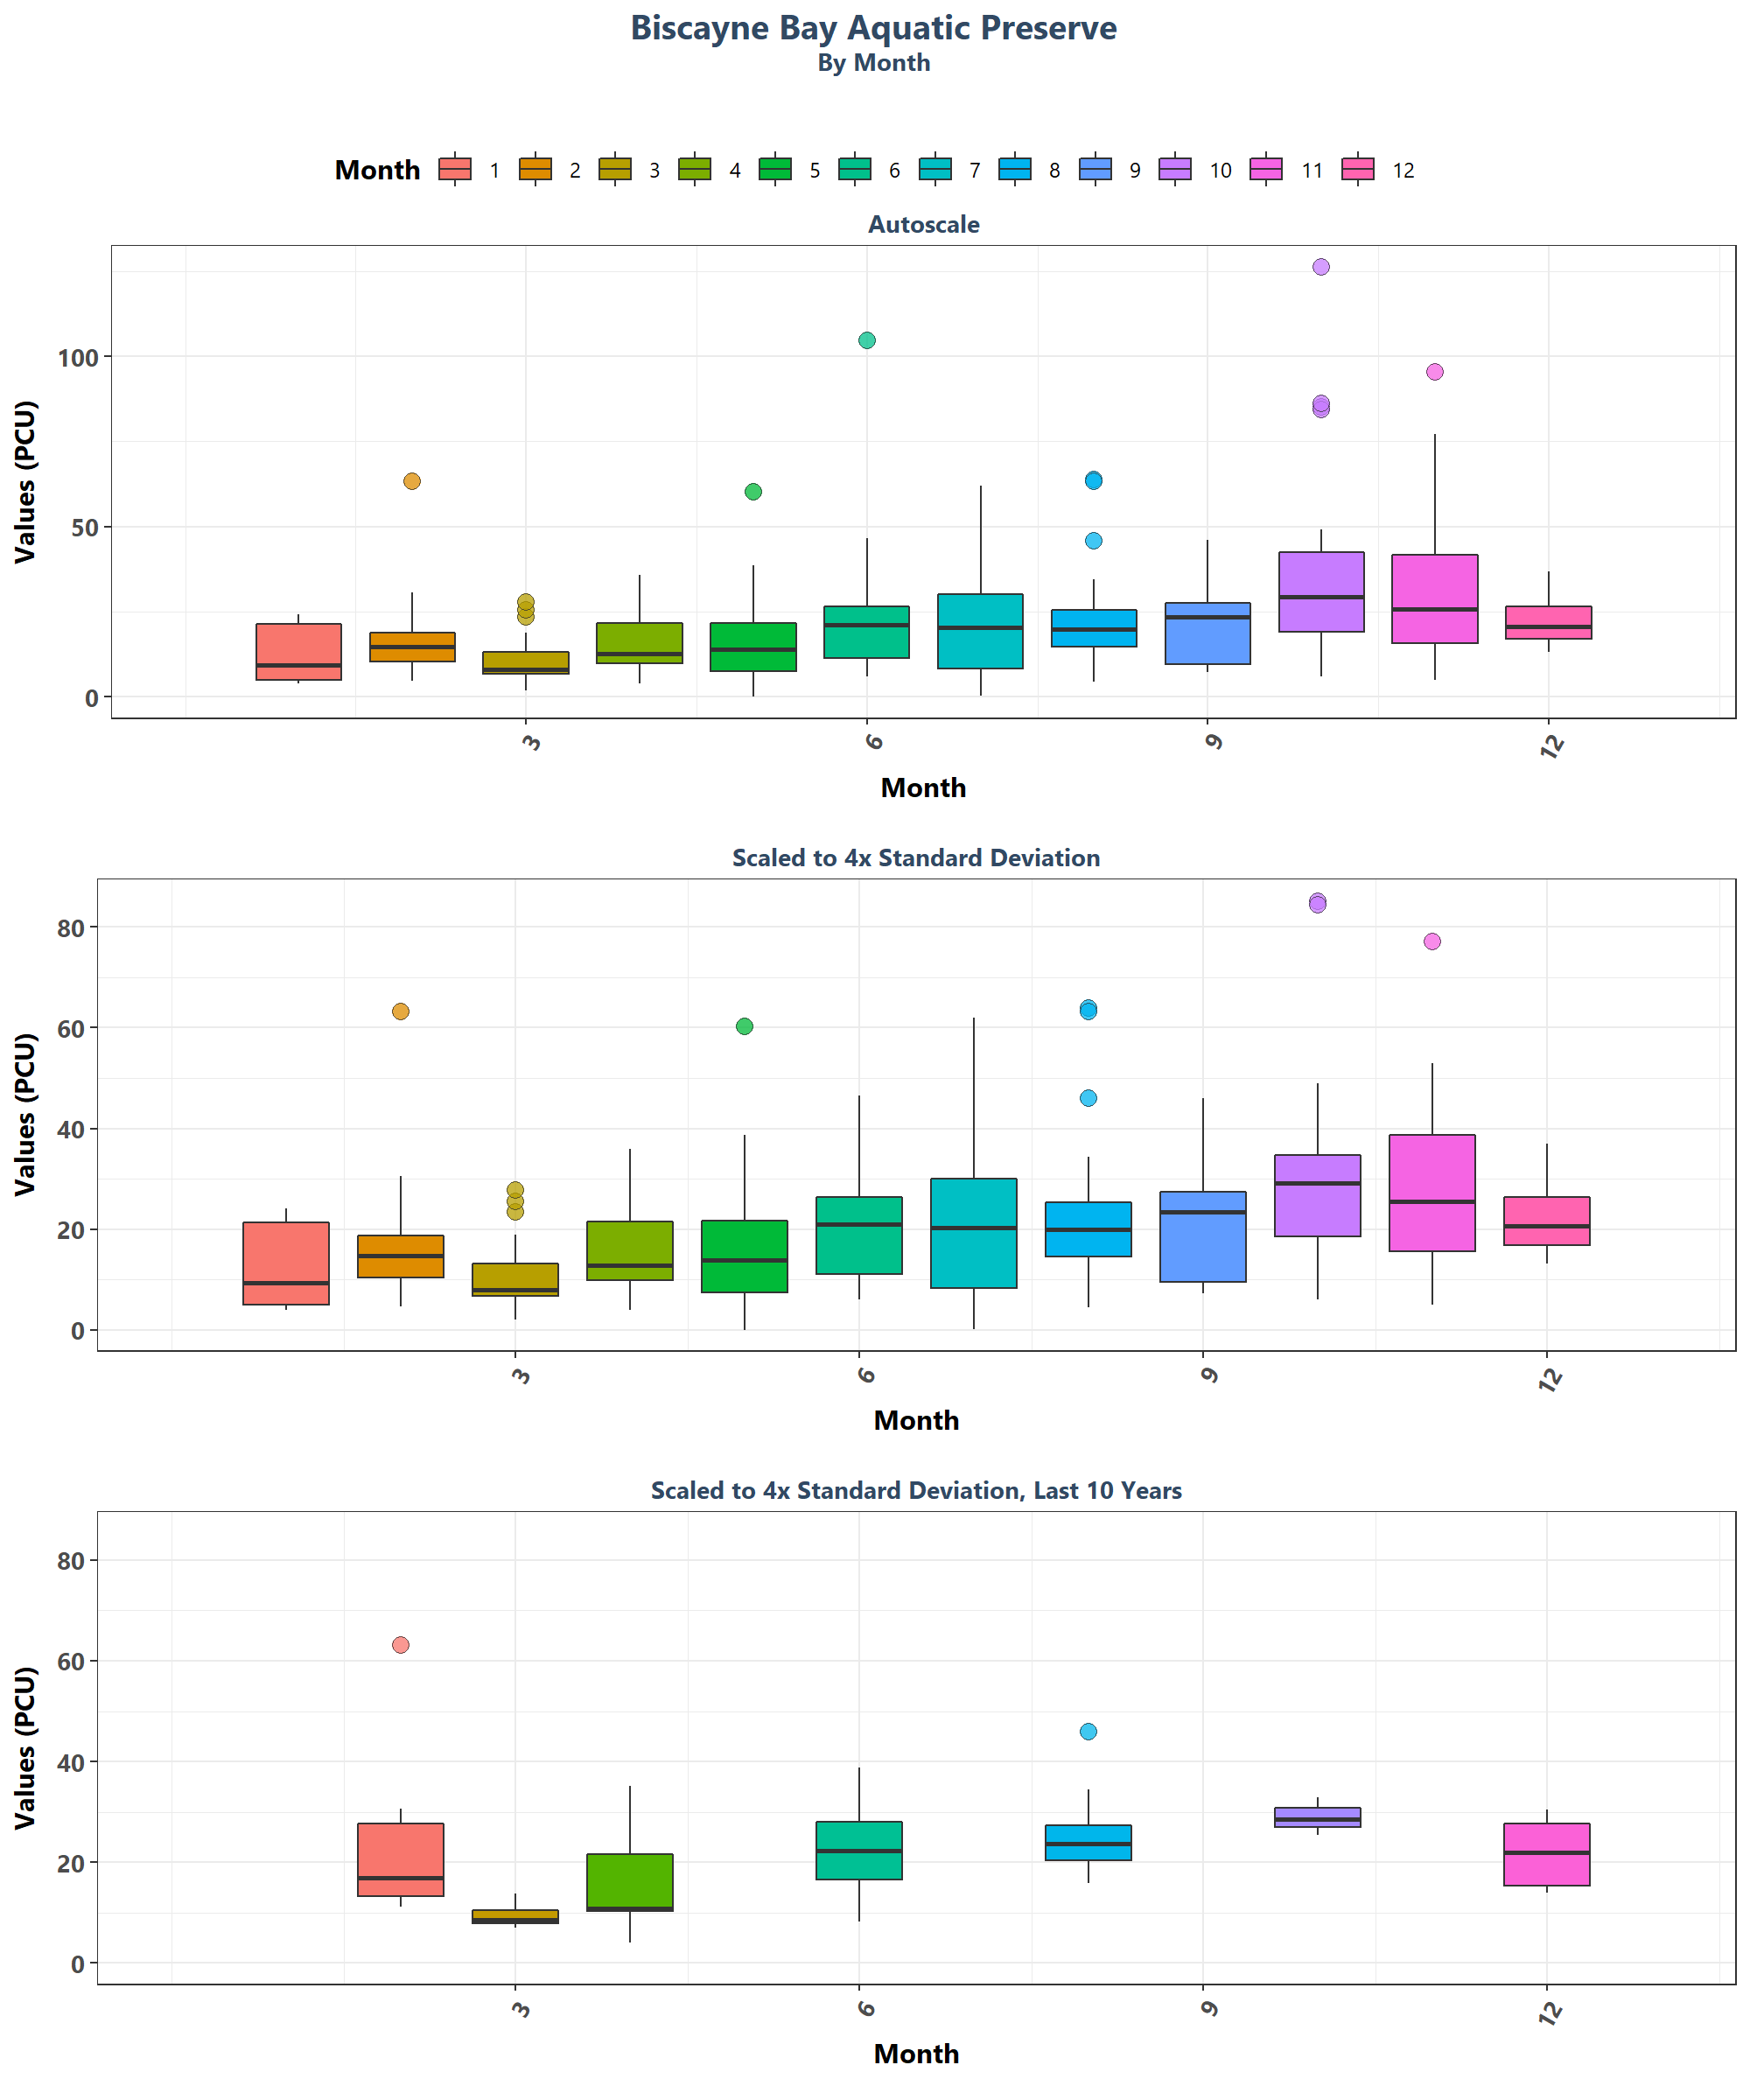 Biscayne Bay Aquatic Preserve
By Month
Month 1 2 3 4 5 6 7 8 9 10 11 12
Autoscale
Values (PCU)
100
50
0
3 6 9 12
Month
Scaled to 4x Standard Deviation
Values (PCU)
80
60
40
20
0
3 6 9 12
Month
Scaled to 4x Standard Deviation, Last 10 Years
Values (PCU)
80
60
40
20
0
3 6 9 12
Month